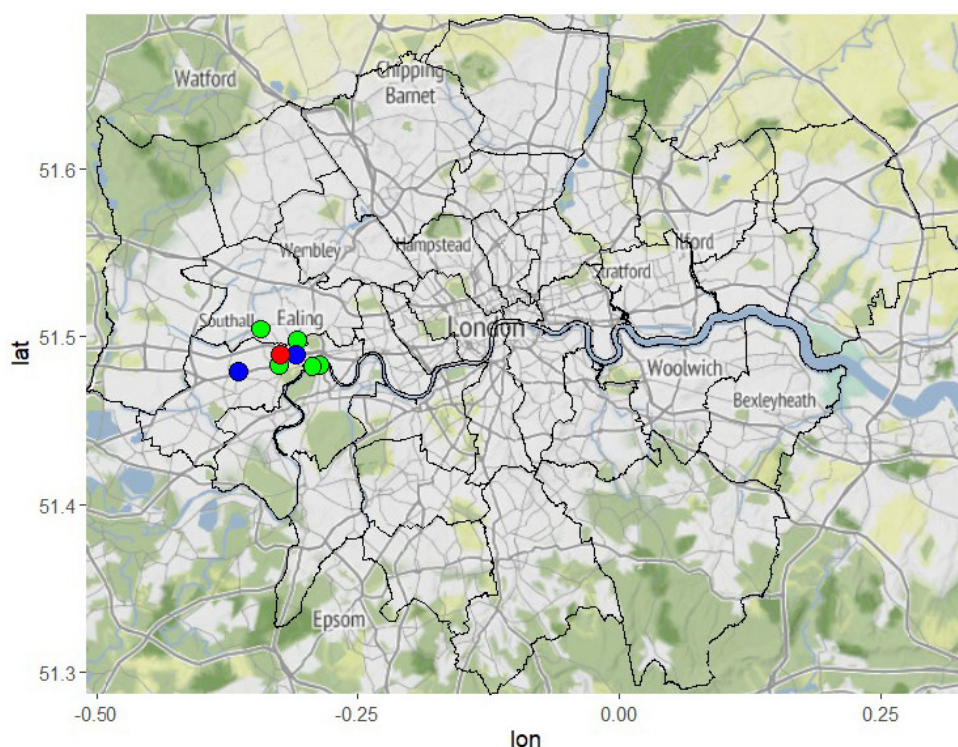 Watford
Chipping
Barnet
51.6
Wembley
Hampstead
Ilford
Stratford
Southall
Ealing
London
51.5
lat
Woolwich
Bexleyheath
51.4
Epsom
51.3
-0.50
-0.25
0.00
0.25
lon